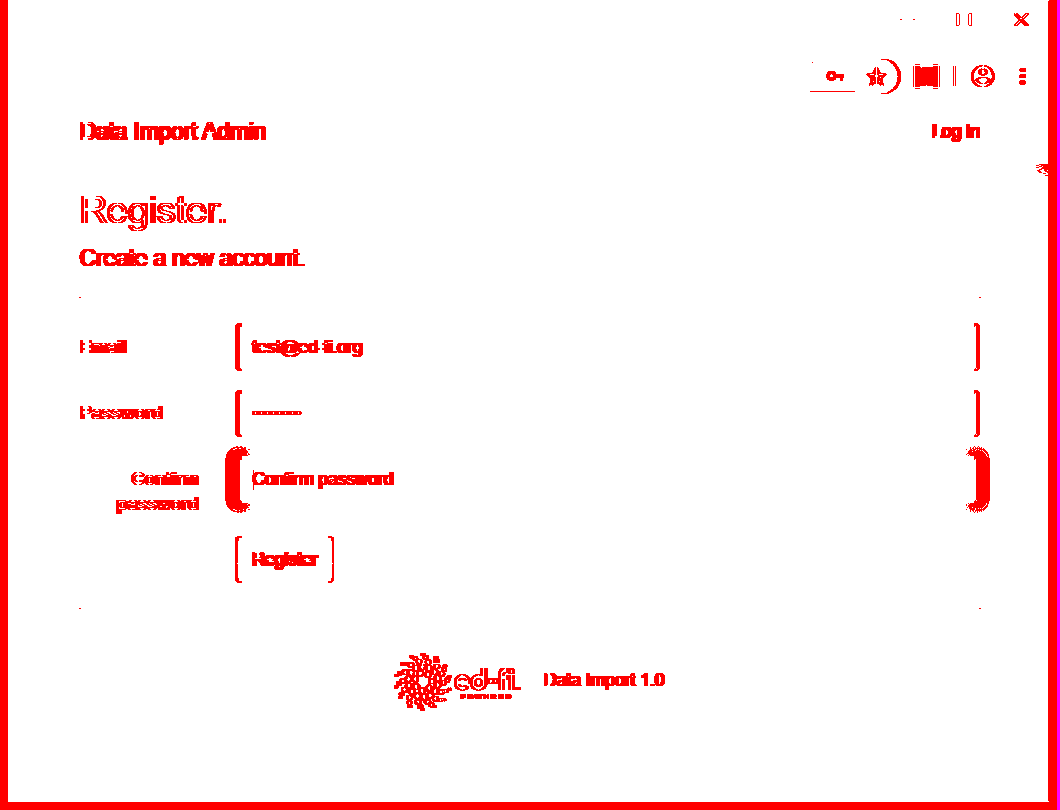 Data Import Admin
Log in
Register.
Create a new account.
Email
test@ed-fi.org
Password
Confirm password
Confirm password
Register
ed-fi
POWERED
Data Import 1.0